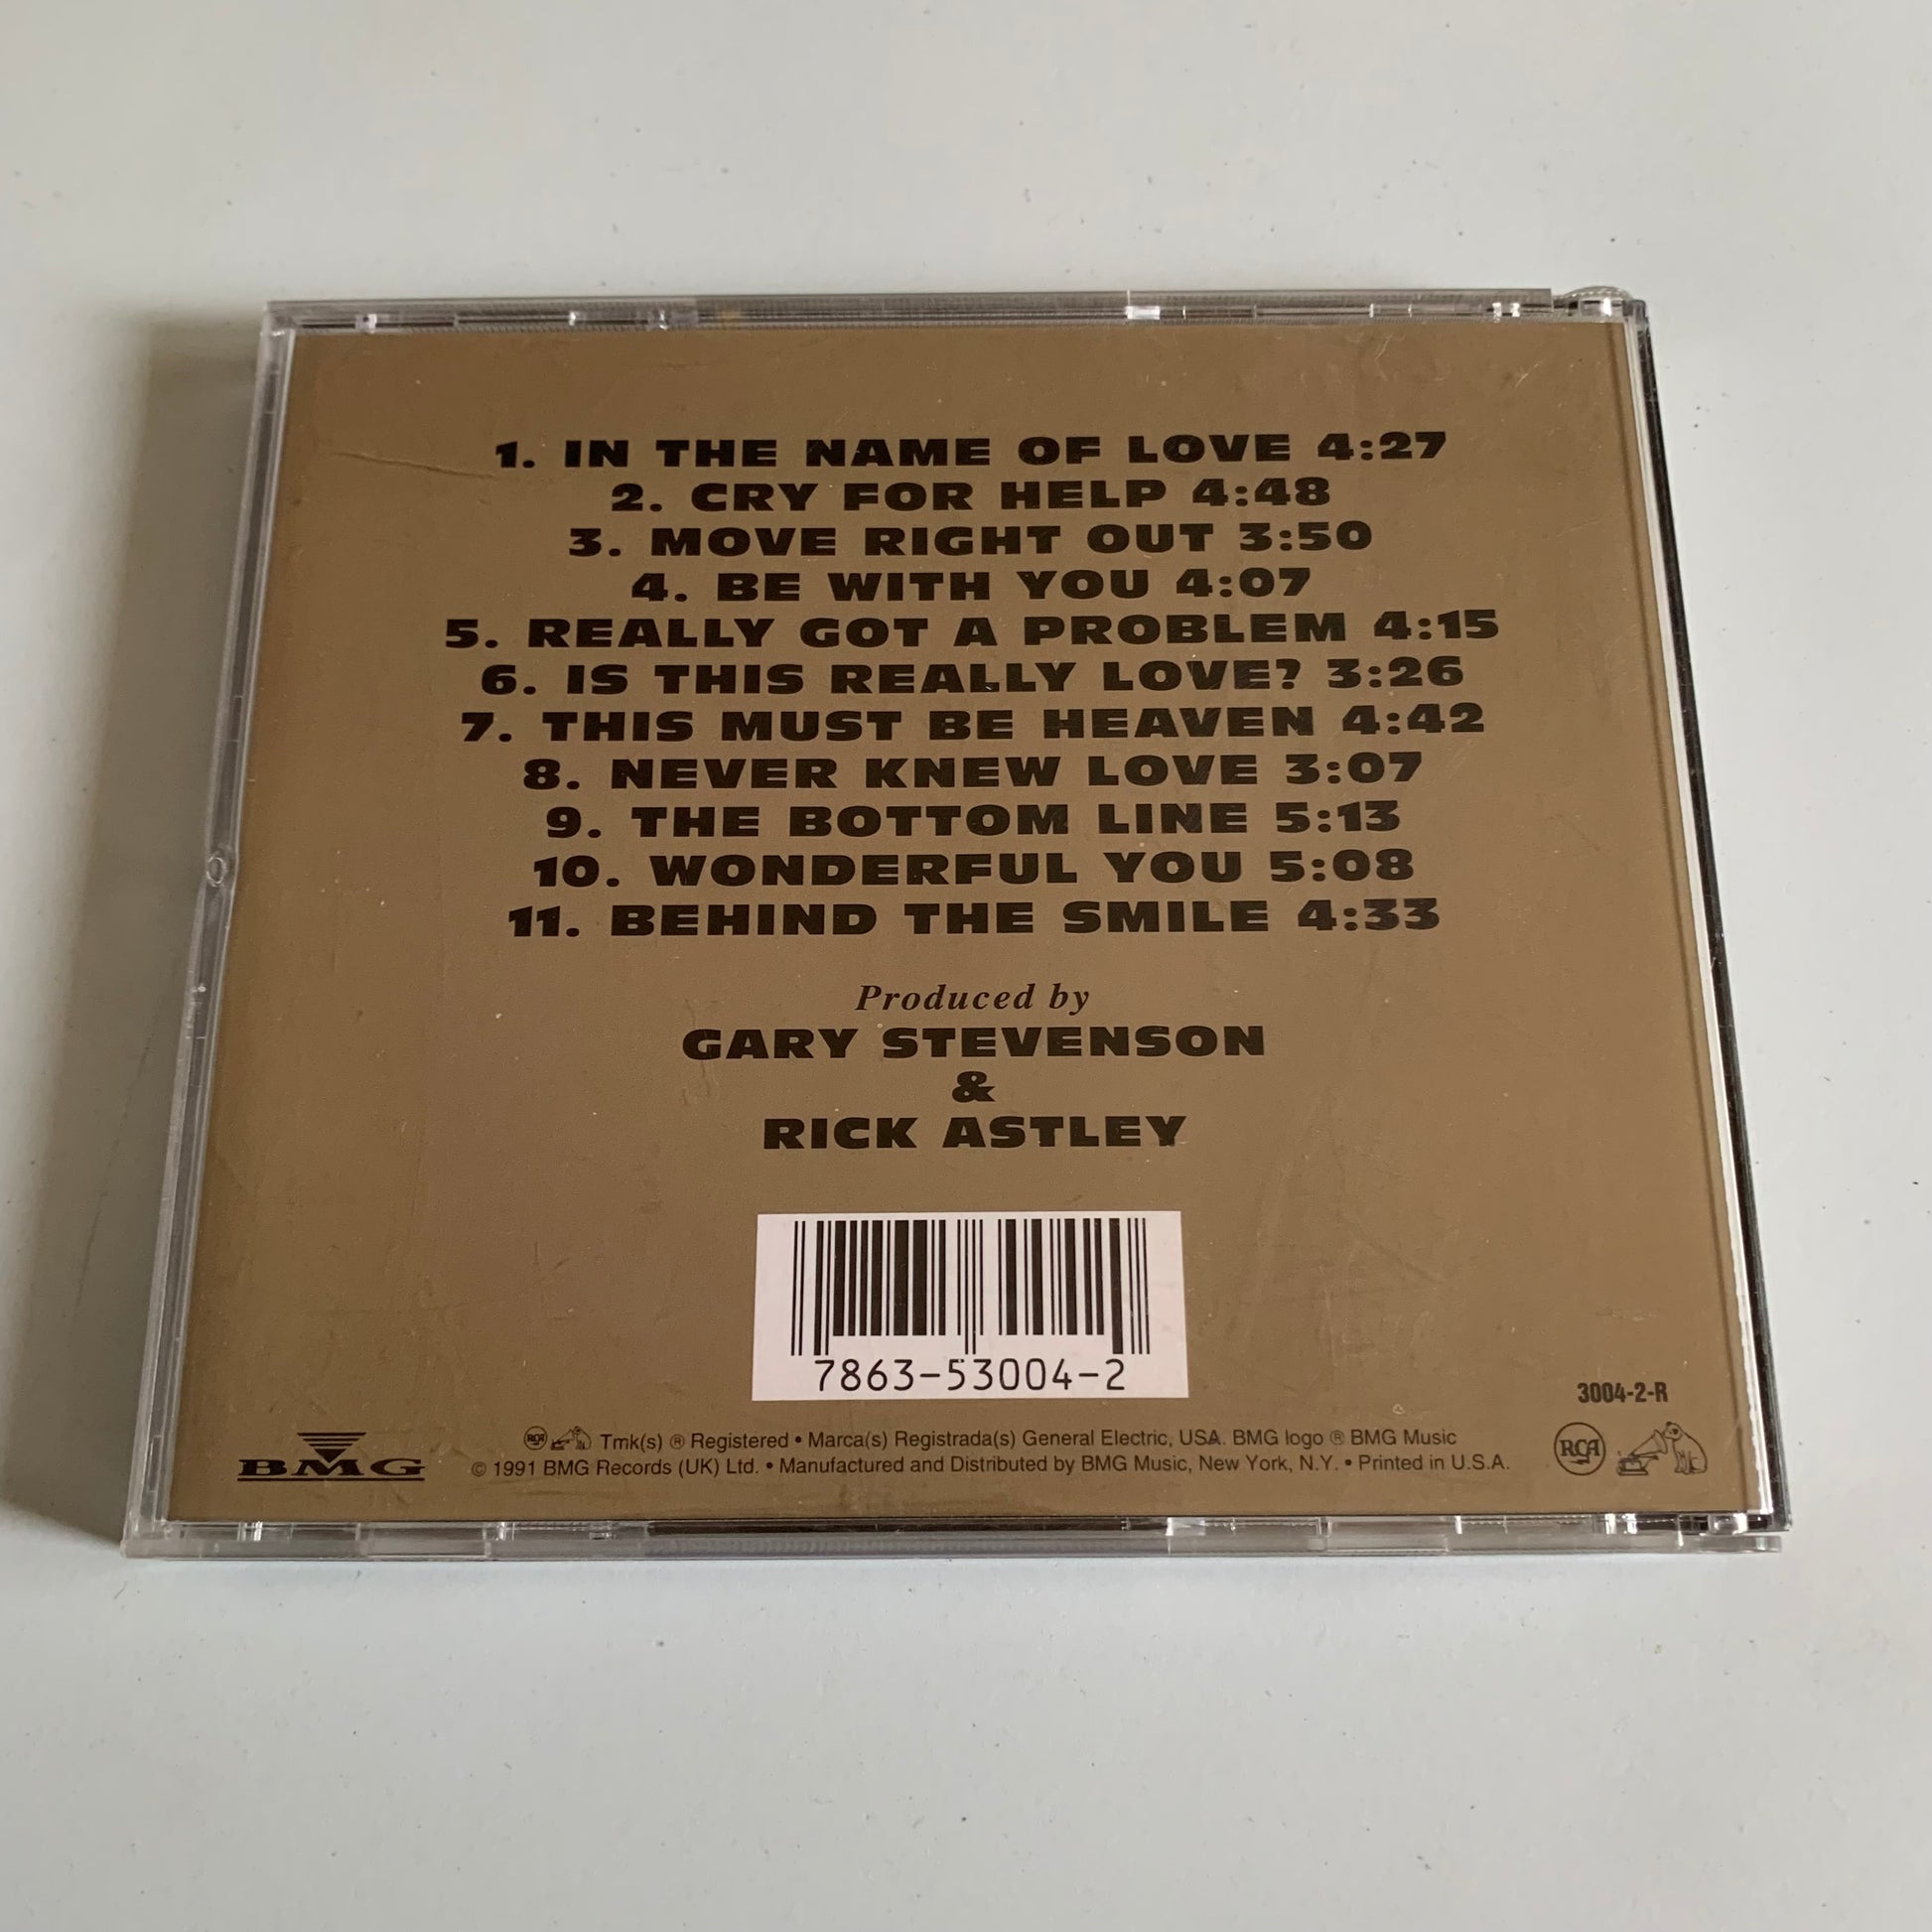 1. IN THE NAME OF LOVE 4:27
2. CRY FOR HELP 4:48
3. MOVE RIGHT OUT 3:50
4. BE WITH YOU 4:07
5. REALLY GOT A PROBLEM 4:15
6. IS THIS REALLY LOVE? 3:26
7. THIS MUST BE HEAVEN 4:42
8. NEVER KNEW LOVE 3:07
9. THE BOTTOM LINE 5:13
10. WONDERFUL YOU 5:08
11. BEHIND THE SMILE 4:33
Produced by
GARY STEVENSON
&
RICK ASTLEY
7863-53004-2
3004-2-R
BMG
RCA Tmk(s) ® Registered • Marca(s) Registrada(s) General Electric, USA. BMG logo ® BMG Music
© 1991 BMG Records (UK) Ltd. • Manufactured and Distributed by BMG Music, New York, N.Y. • Printed in U.S.A.
RCA